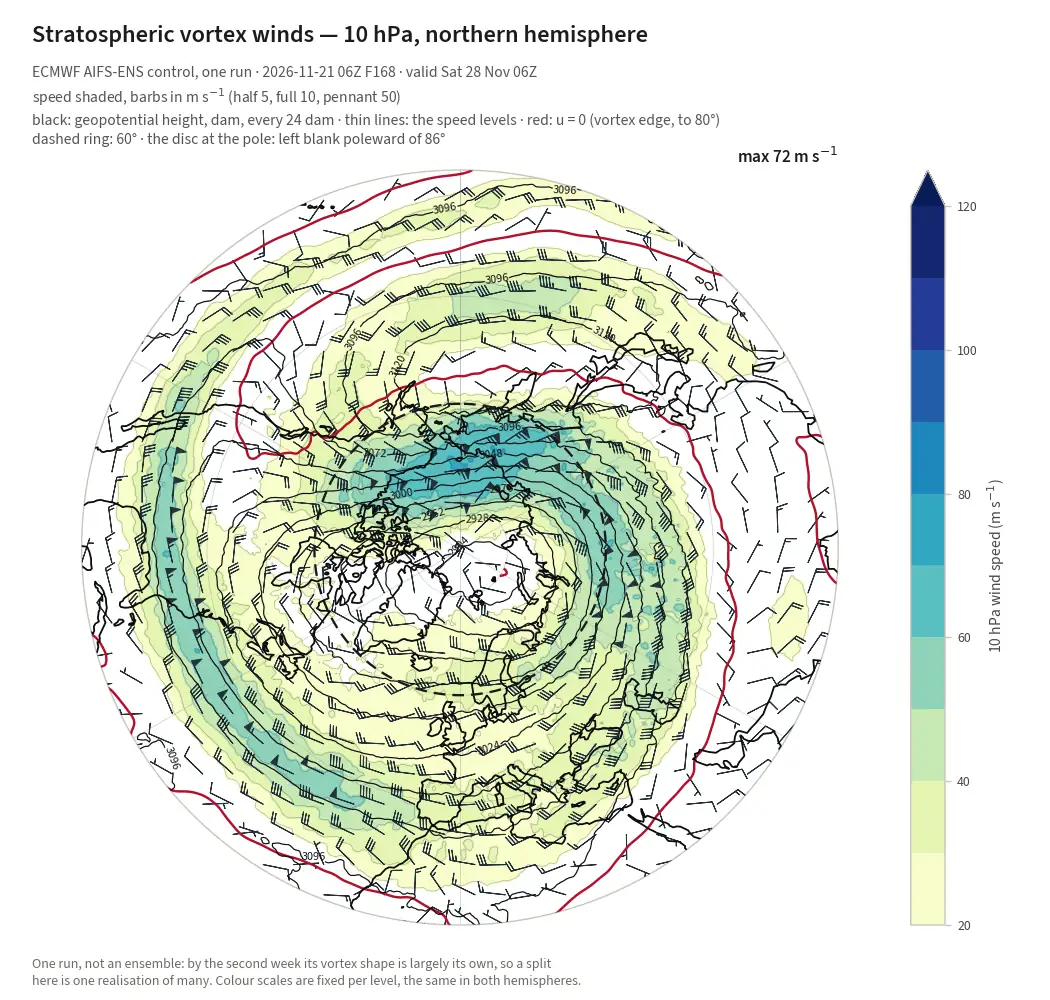 Stratospheric vortex winds — 10 hPa, northern hemisphere
ECMWF AIFS-ENS control, one run · 2026-11-21 06Z F168 · valid Sat 28 Nov 06Z
speed shaded, barbs in m s⁻¹ (half 5, full 10, pennant 50)
black: geopotential height, dam, every 24 dam · thin lines: the speed levels · red: u = 0 (vortex edge, to 80°)
dashed ring: 60° · the disc at the pole: left blank poleward of 86°
max 72 m s⁻¹
3096
3096
3096
3096
3120
3120
3096
3072
3048
3000
2952
2928
3024
3096
3096
120
100
80
60
40
20
10 hPa wind speed (m s⁻¹)
One run, not an ensemble: by the second week its vortex shape is largely its own, so a split
here is one realisation of many. Colour scales are fixed per level, the same in both hemispheres.